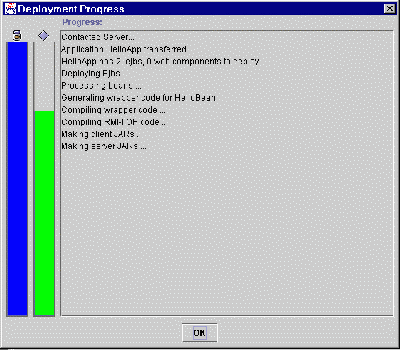 Deployment Progress
Progress:
Contacted Server...
Application HelloApp transferred
HelloApp has 2 ejbs, 0 web components to deploy
Deploying Ejbs
Processing beans...
Generating wrapper code for HelloBean
Compiling wrapper code...
Compiling RMI-IIOP code...
Making client JARs...
Making server JARs...
OK